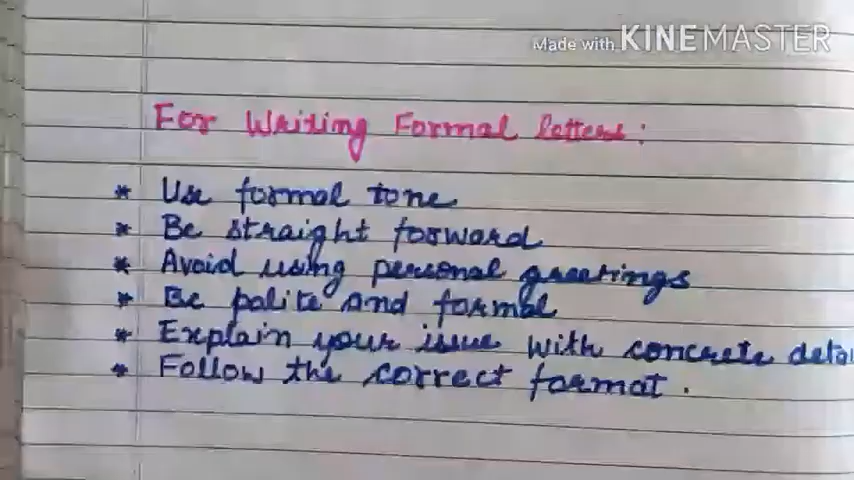 Made with KINEMASTER
For Writing Formal letters:
* Use formal tone
* Be straight forward
* Avoid using personal greetings
* Be polite and formal
* Explain your issue with concrete detai
* Follow the correct format.